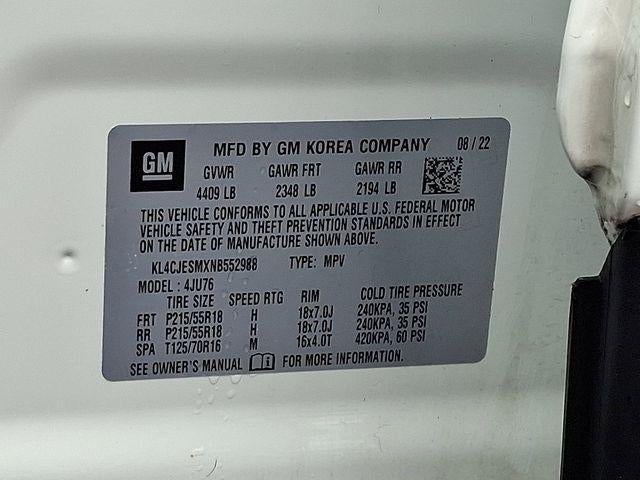 GM
MFD BY GM KOREA COMPANY 08 / 22
GVWR GAWR FRT GAWR RR
4409 LB 2348 LB 2194 LB
THIS VEHICLE CONFORMS TO ALL APPLICABLE U.S. FEDERAL MOTOR
VEHICLE SAFETY AND THEFT PREVENTION STANDARDS IN EFFECT
ON THE DATE OF MANUFACTURE SHOWN ABOVE.
KL4CJESMXNB552988 TYPE: MPV
MODEL : 4JU76
TIRE SIZE SPEED RTG RIM COLD TIRE PRESSURE
FRT P215/55R18 H 18x7.0J 240KPA, 35 PSI
RR P215/55R18 H 18x7.0J 240KPA, 35 PSI
SPA T125/70R16 M 16x4.0T 420KPA, 60 PSI
SEE OWNER'S MANUAL FOR MORE INFORMATION.